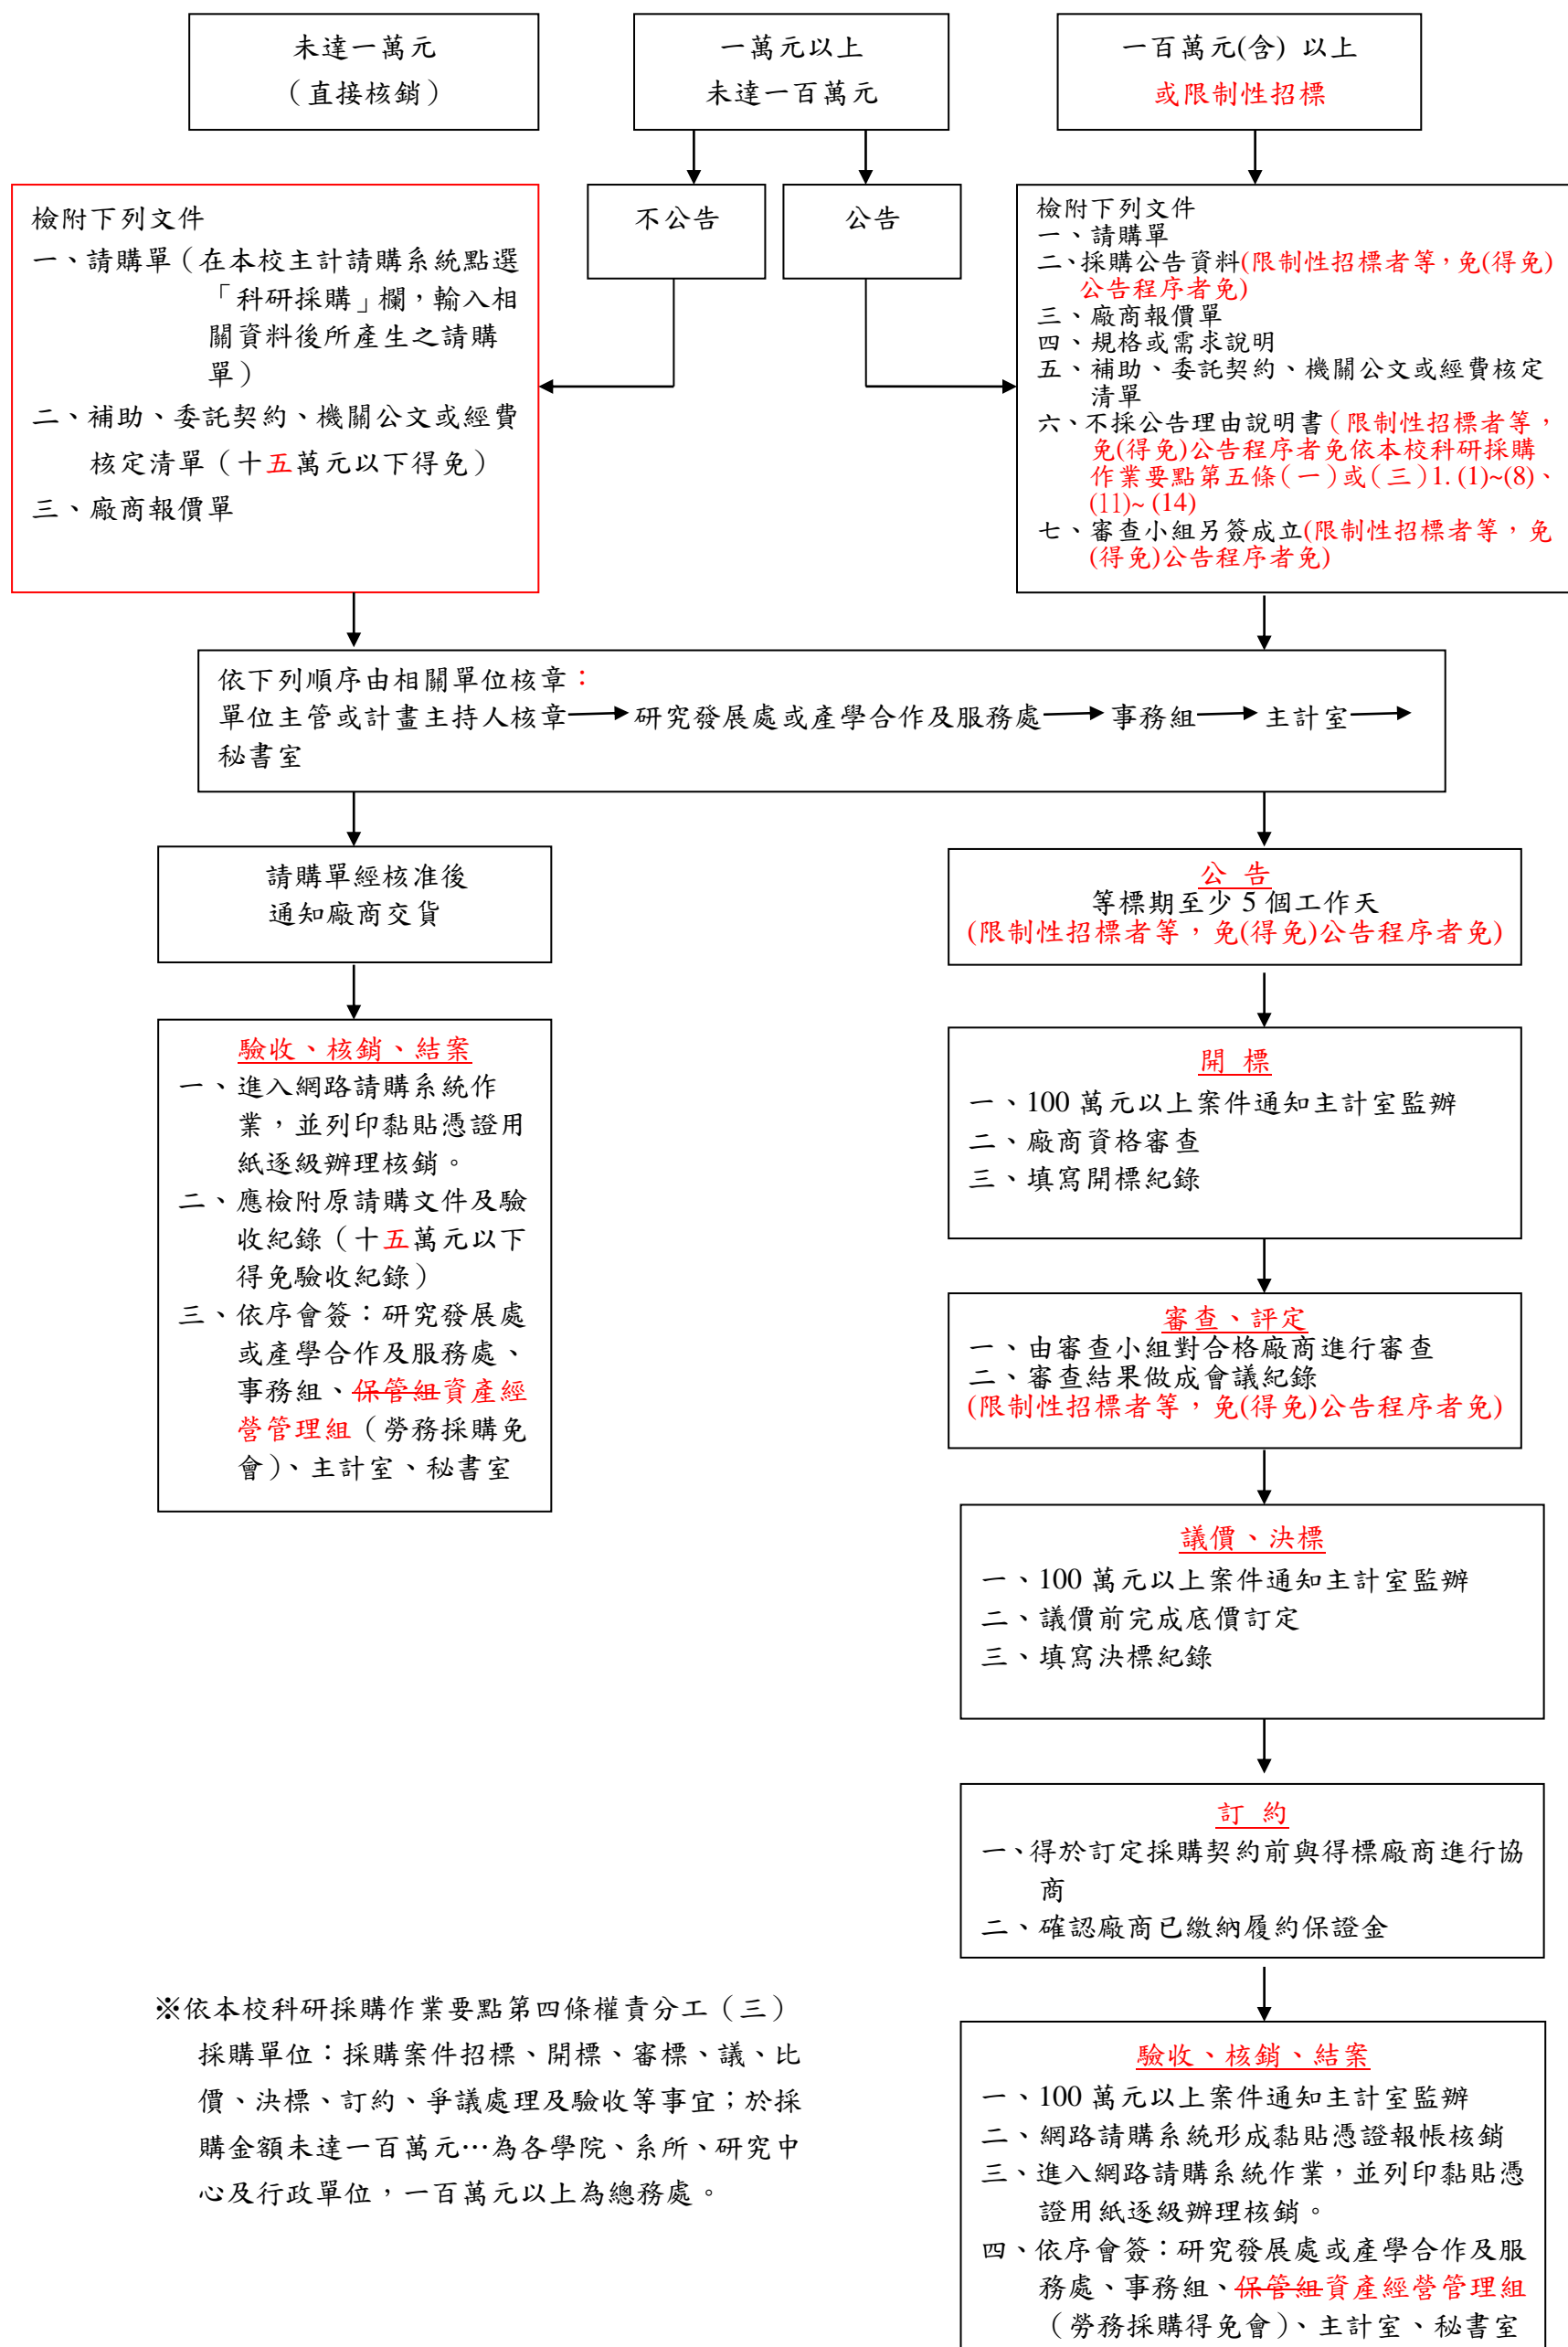 未達一萬元
（直接核銷）
一萬元以上
未達一百萬元
一百萬元(含) 以上
或限制性招標
不公告
公告
檢附下列文件
一、請購單（在本校主計請購系統點選
「科研採購」欄，輸入相
關資料後所產生之請購
單）
二、補助、委託契約、機關公文或經費
核定清單（十五萬元以下得免）
三、廠商報價單
檢附下列文件
一、請購單
二、採購公告資料(限制性招標者等，免(得免)
公告程序者免)
三、廠商報價單
四、規格或需求說明
五、補助、委託契約、機關公文或經費核定
清單
六、不採公告理由說明書（限制性招標者等，
免(得免)公告程序者免依本校科研採購
作業要點第五條(一)或(三)1. (1)~(8)、
(11)~ (14)
七、審查小組另簽成立(限制性招標者等，免
(得免)公告程序者免)
依下列順序由相關單位核章：
單位主管或計畫主持人核章→研究發展處或產學合作及服務處→事務組→主計室→
秘書室
請購單經核准後
通知廠商交貨
驗收、核銷、結案
一、進入網路請購系統作
業，並列印黏貼憑證用
紙逐級辦理核銷。
二、應檢附原請購文件及驗
收紀錄（十五萬元以下
得免驗收紀錄）
三、依序會簽：研究發展處
或產學合作及服務處、
事務組、保管組資產經
營管理組（勞務採購免
會）、主計室、秘書室
公 告
等標期至少 5 個工作天
(限制性招標者等，免(得免)公告程序者免)
開 標
一、100 萬元以上案件通知主計室監辦
二、廠商資格審查
三、填寫開標紀錄
審查、評定
一、由審查小組對合格廠商進行審查
二、審查結果做成會議紀錄
(限制性招標者等，免(得免)公告程序者免)
議價、決標
一、100 萬元以上案件通知主計室監辦
二、議價前完成底價訂定
三、填寫決標紀錄
訂 約
一、得於訂定採購契約前與得標廠商進行協
商
二、確認廠商已繳納履約保證金
驗收、核銷、結案
一、100 萬元以上案件通知主計室監辦
二、網路請購系統形成黏貼憑證報帳核銷
三、進入網路請購系統作業，並列印黏貼憑
證用紙逐級辦理核銷。
四、依序會簽：研究發展處或產學合作及服
務處、事務組、保管組資產經營管理組
（勞務採購得免會）、主計室、秘書室
※依本校科研採購作業要點第四條權責分工（三）
採購單位：採購案件招標、開標、審標、議、比
價、決標、訂約、爭議處理及驗收等事宜；於採
購金額未達一百萬元…為各學院、系所、研究中
心及行政單位，一百萬元以上為總務處。